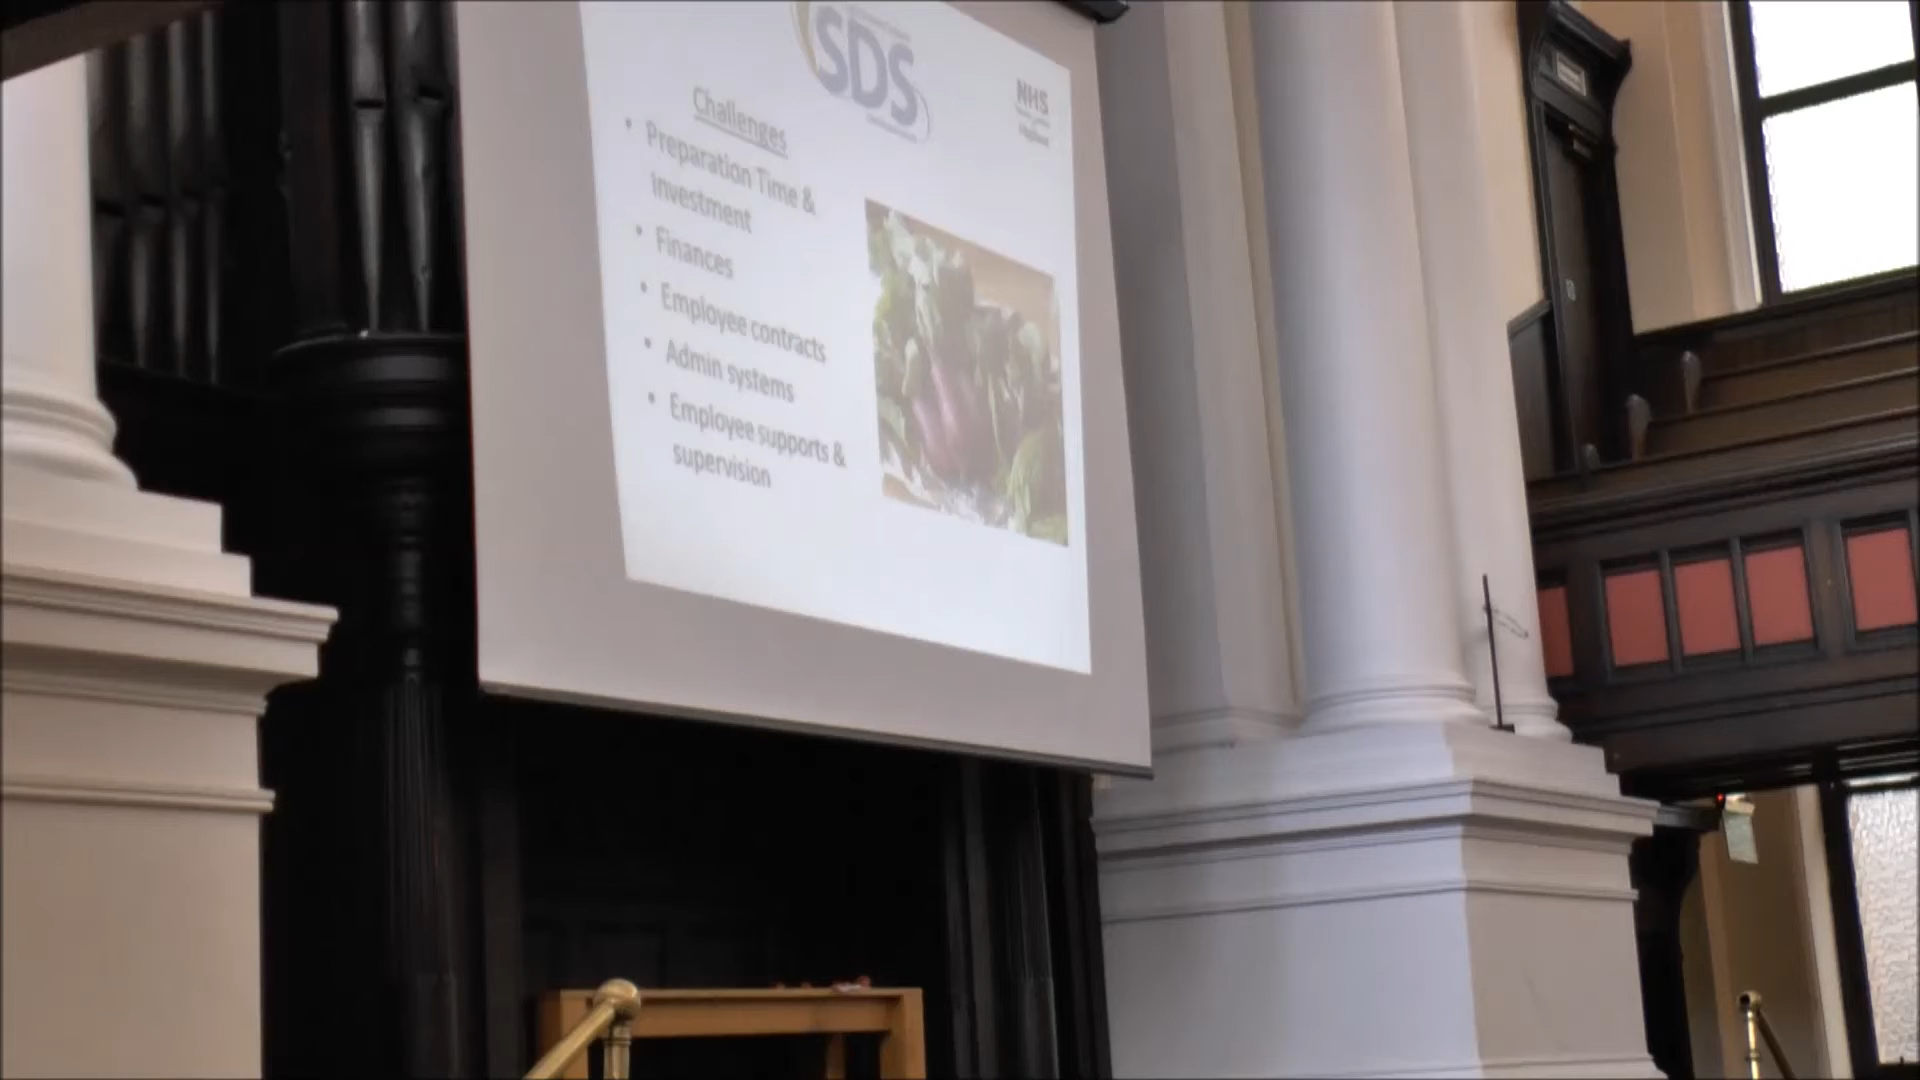 SDS
NHS
Challenges
• Preparation Time &
Investment
• Finances
• Employee contracts
• Admin systems
• Employee supports &
supervision